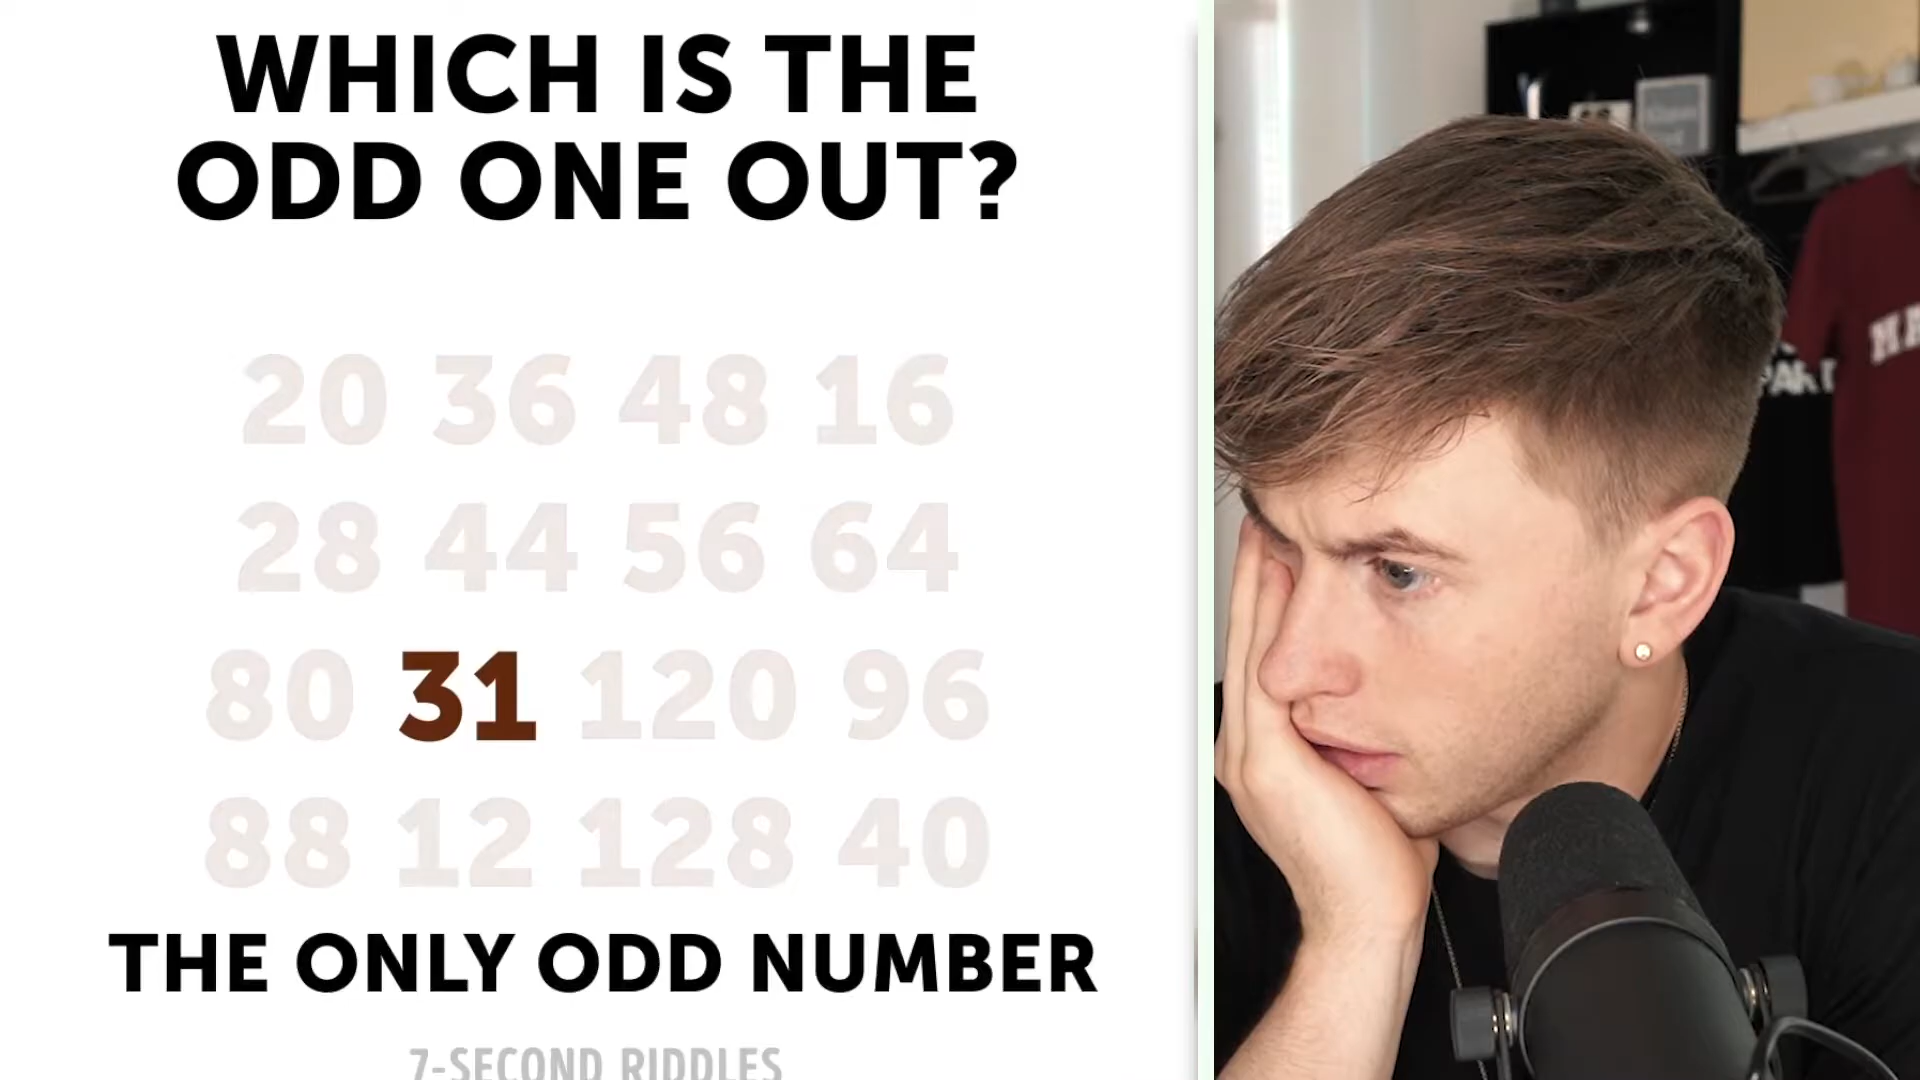 WHICH IS THE
ODD ONE OUT?
20 36 48 16
28 44 56 64
80 31 120 96
88 12 128 40
THE ONLY ODD NUMBER
7-SECOND RIDDLES